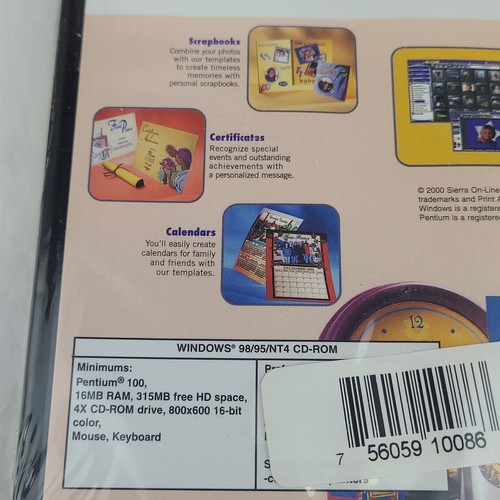 Scrapbooks
Combine your photos
with our templates
to create timeless
memories with
personal scrapbooks.
Certificates
Recognize special
events and outstanding
achievements with
a personalized message.
Calendars
You'll easily create
calendars for family
and friends with
our templates.
© 2000 Sierra On-Line
trademarks and Print A
Windows is a registere
Pentium is a registere
12
WINDOWS® 98/95/NT4 CD-ROM
Minimums:
Pentium® 100,
16MB RAM, 315MB free HD space,
4X CD-ROM drive, 800x600 16-bit
color,
Mouse, Keyboard
7 56059 10086